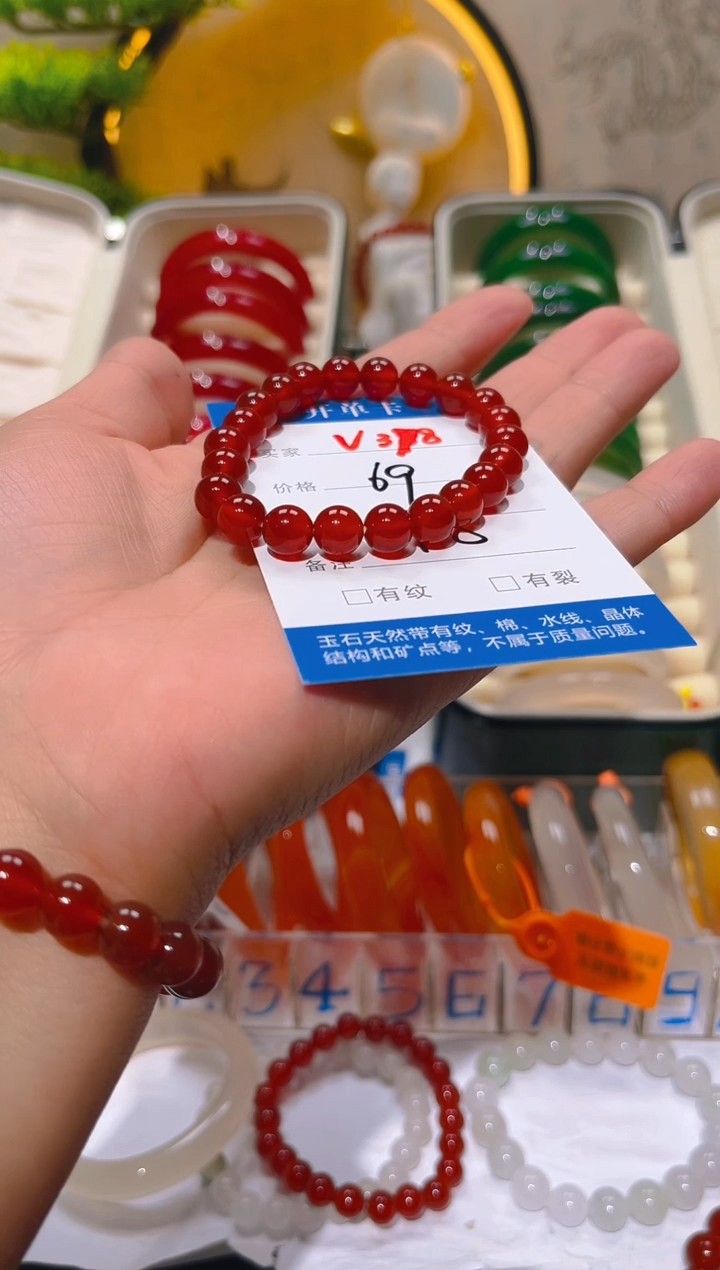 开单卡
买家 V378
价格 69
备注
□有纹 □有裂
玉石天然带有纹、棉、水线、晶体
结构和矿点等，不属于质量问题。
3 4 5 6 7 8 9